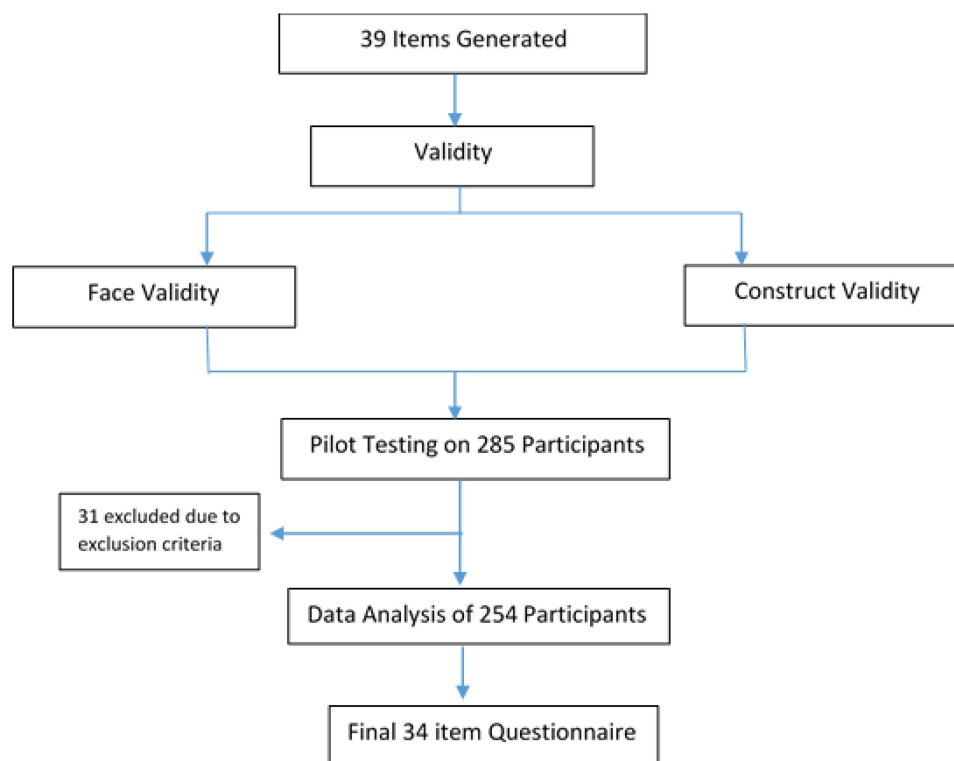 39 Items Generated
Validity
Face Validity
Construct Validity
Pilot Testing on 285 Participants
31 excluded due to
exclusion criteria
Data Analysis of 254 Participants
Final 34 item Questionnaire